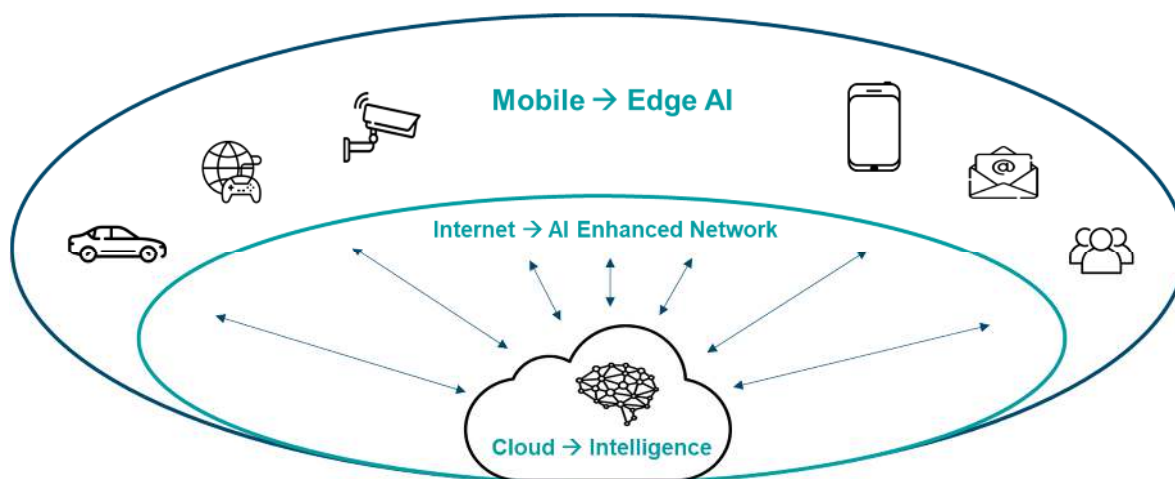 Mobile → Edge AI
@
Internet → AI Enhanced Network
Cloud → Intelligence